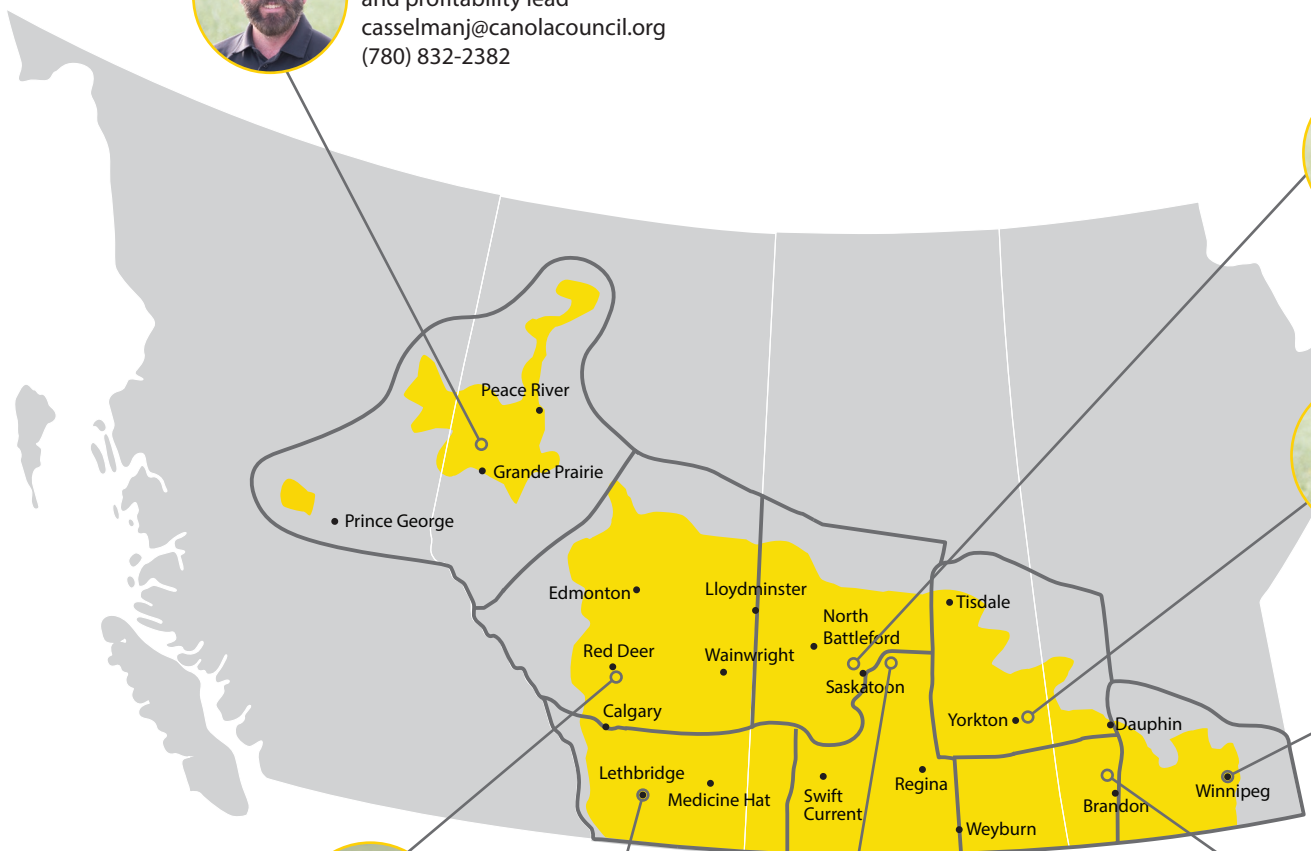 and profitability lead
casselmanj@canolacouncil.org
(780) 832-2382
Peace River
Grande Prairie
Prince George
Edmonton
Lloydminster
North
Battleford
Tisdale
Red Deer
Wainwright
Saskatoon
Calgary
Yorkton
Dauphin
Lethbridge
Medicine Hat
Swift
Current
Regina
Brandon
Winnipeg
Weyburn